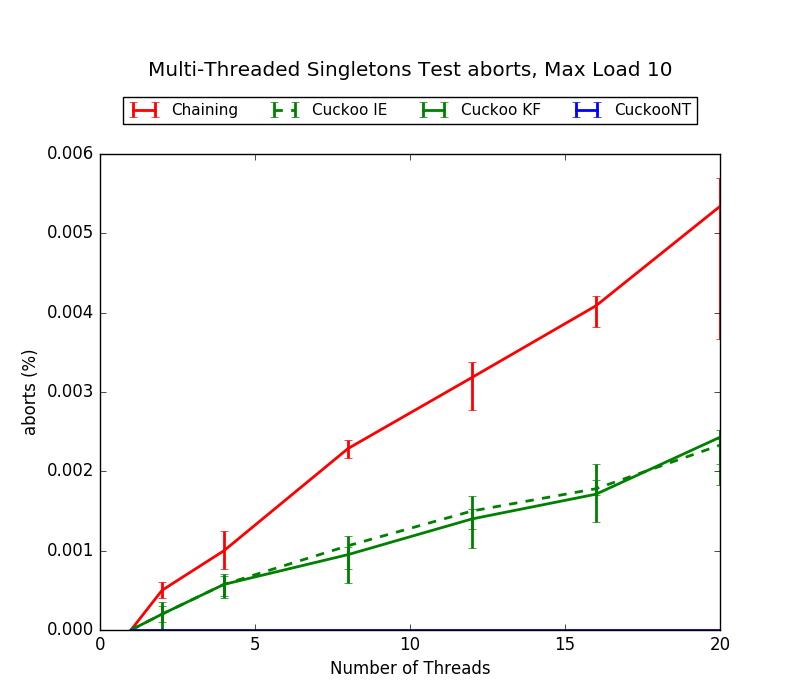 Multi-Threaded Singletons Test aborts, Max Load 10
Chaining Cuckoo IE Cuckoo KF CuckooNT
0.006
0.005
0.004
0.003
0.002
0.001
0.000
aborts (%)
0 5 10 15 20
Number of Threads